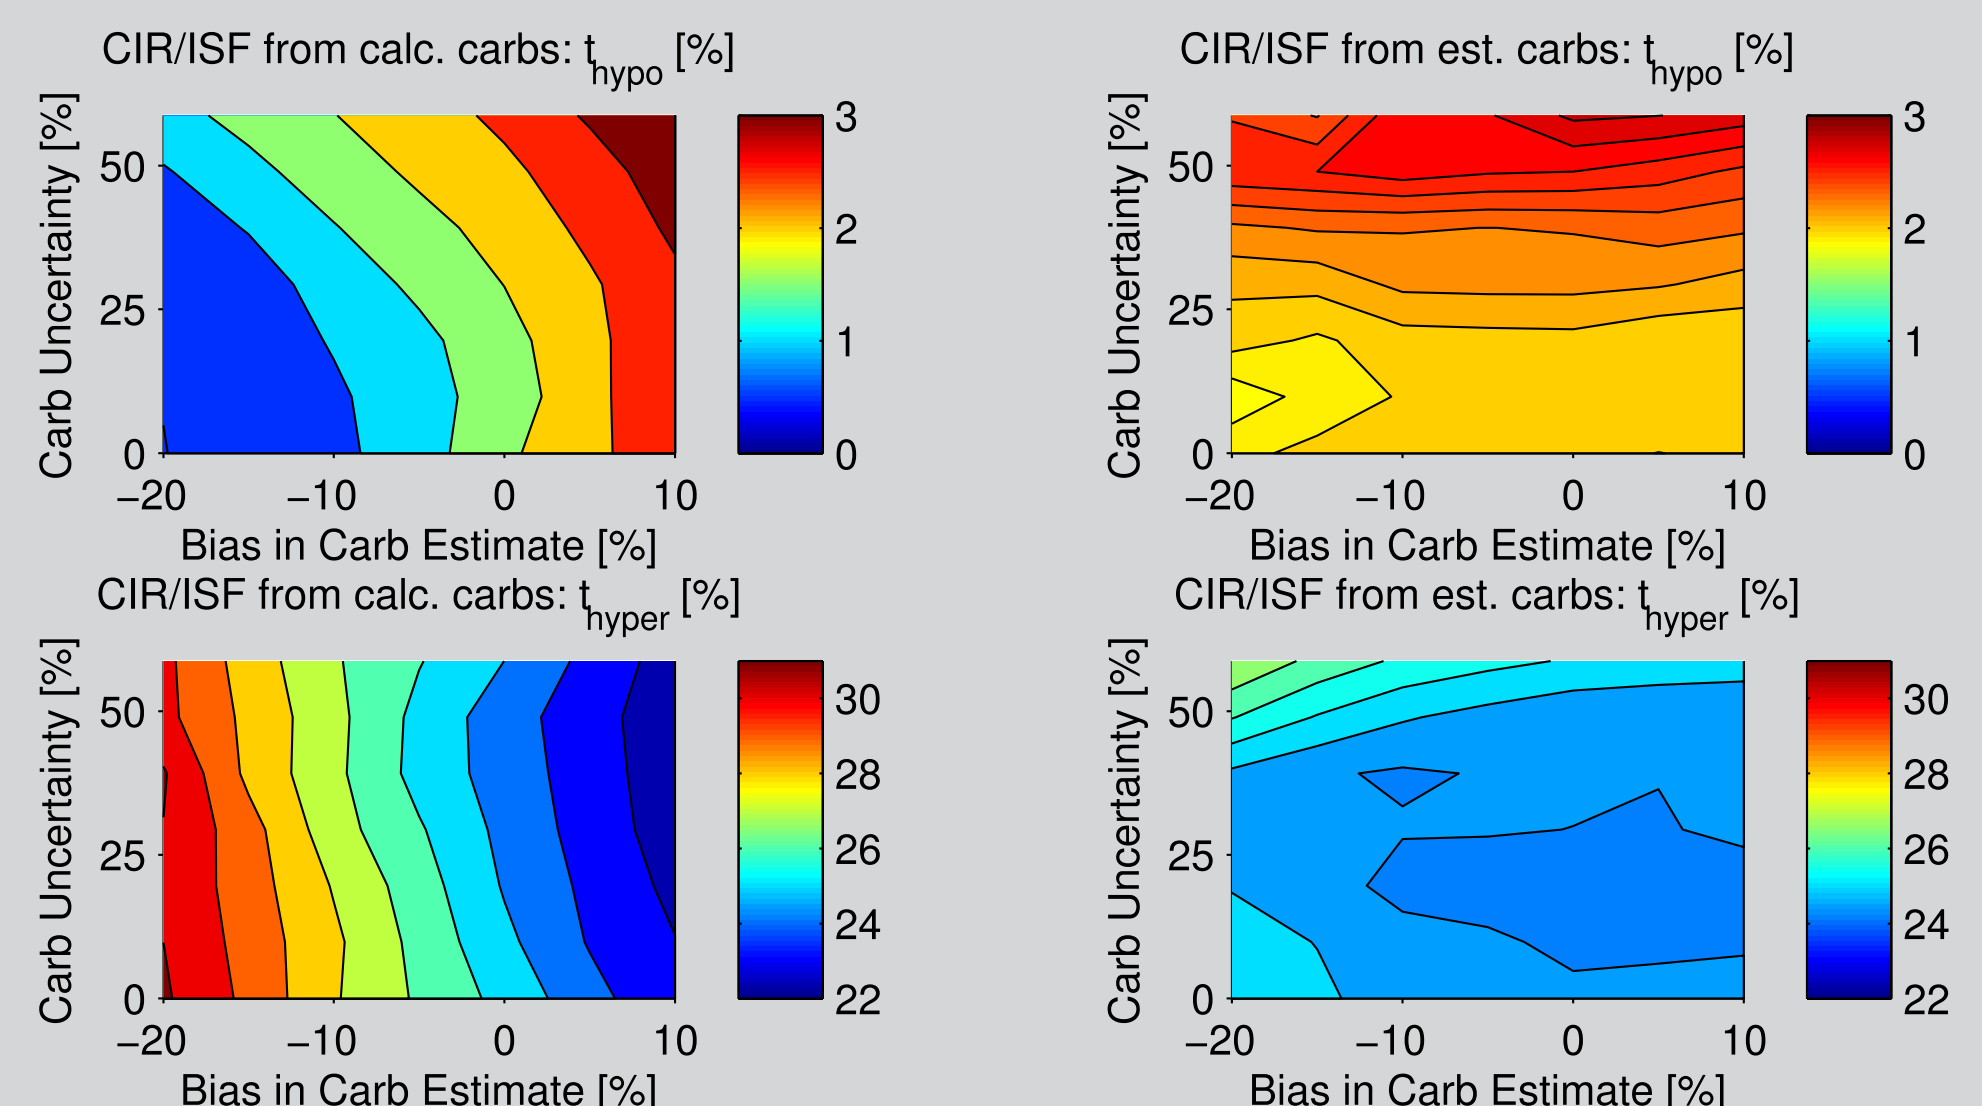 CIR/ISF from calc. carbs: t_hypo [%]
Carb Uncertainty [%]
50
25
0
−20 −10 0 10
Bias in Carb Estimate [%]
3
2
1
0
CIR/ISF from est. carbs: t_hypo [%]
Carb Uncertainty [%]
50
25
0
−20 −10 0 10
Bias in Carb Estimate [%]
3
2
1
0
CIR/ISF from calc. carbs: t_hyper [%]
Carb Uncertainty [%]
50
25
0
−20 −10 0 10
Bias in Carb Estimate [%]
30
28
26
24
22
CIR/ISF from est. carbs: t_hyper [%]
Carb Uncertainty [%]
50
25
0
−20 −10 0 10
Bias in Carb Estimate [%]
30
28
26
24
22